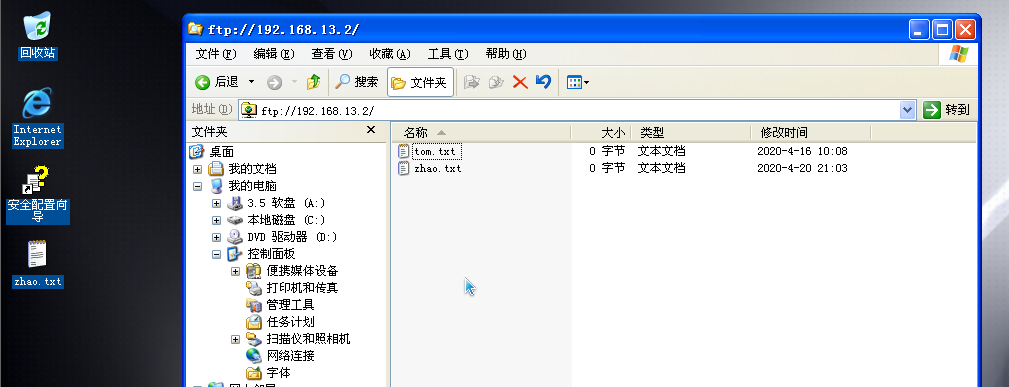 回收站
Internet
Explorer
安全配置向
导
zhao.txt
ftp://192.168.13.2/
文件(F) 编辑(E) 查看(V) 收藏(A) 工具(T) 帮助(H)
后退 搜索 文件夹
地址(D) ftp://192.168.13.2/ 转到
文件夹
桌面
我的文档
我的电脑
3.5 软盘 (A:)
本地磁盘 (C:)
DVD 驱动器 (D:)
控制面板
便携媒体设备
打印机和传真
管理工具
任务计划
扫描仪和照相机
网络连接
字体
名称 大小 类型 修改时间
tom.txt 0 字节 文本文档 2020-4-16 10:08
zhao.txt 0 字节 文本文档 2020-4-20 21:03